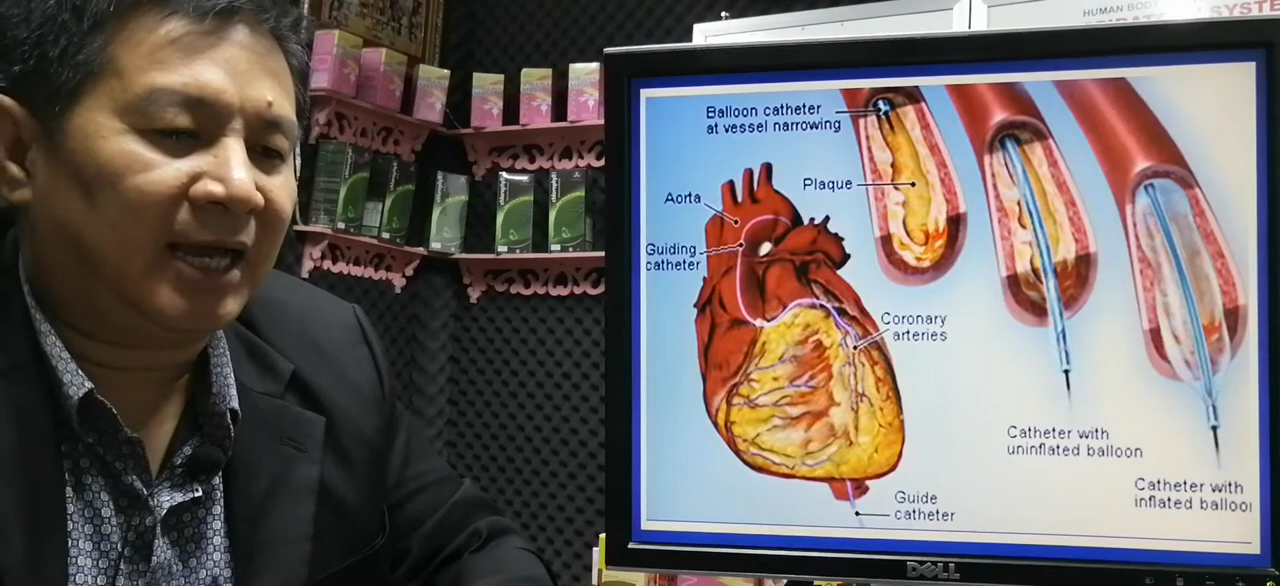 HUMAN BODY
SYSTE
Balloon catheter
at vessel narrowing
Plaque
Aorta
Guiding
catheter
Coronary
arteries
Catheter with
uninflated balloon
Catheter with
inflated balloon
Guide
catheter
DELL